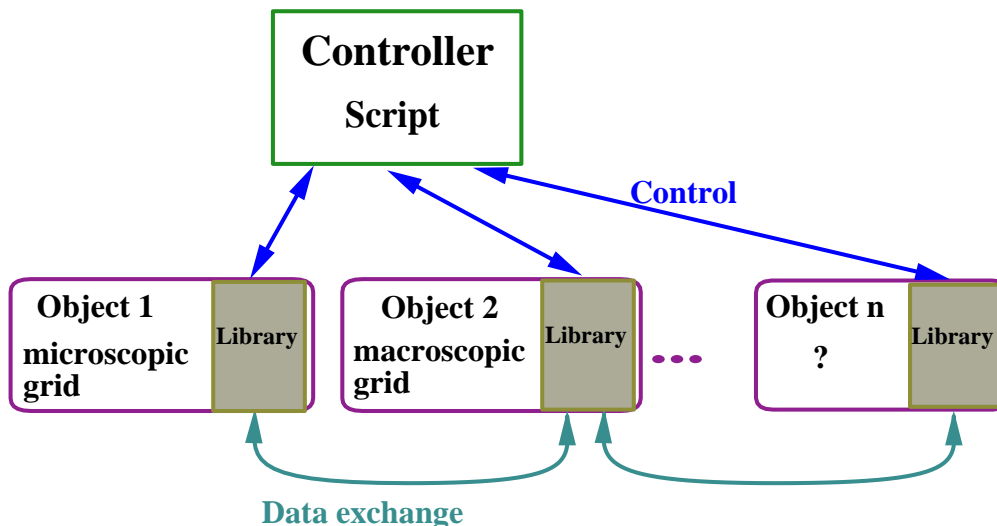 Controller
Script
Control
Object 1
microscopic
grid
Library
Object 2
macroscopic
grid
Library
Object n
?
Library
Data exchange